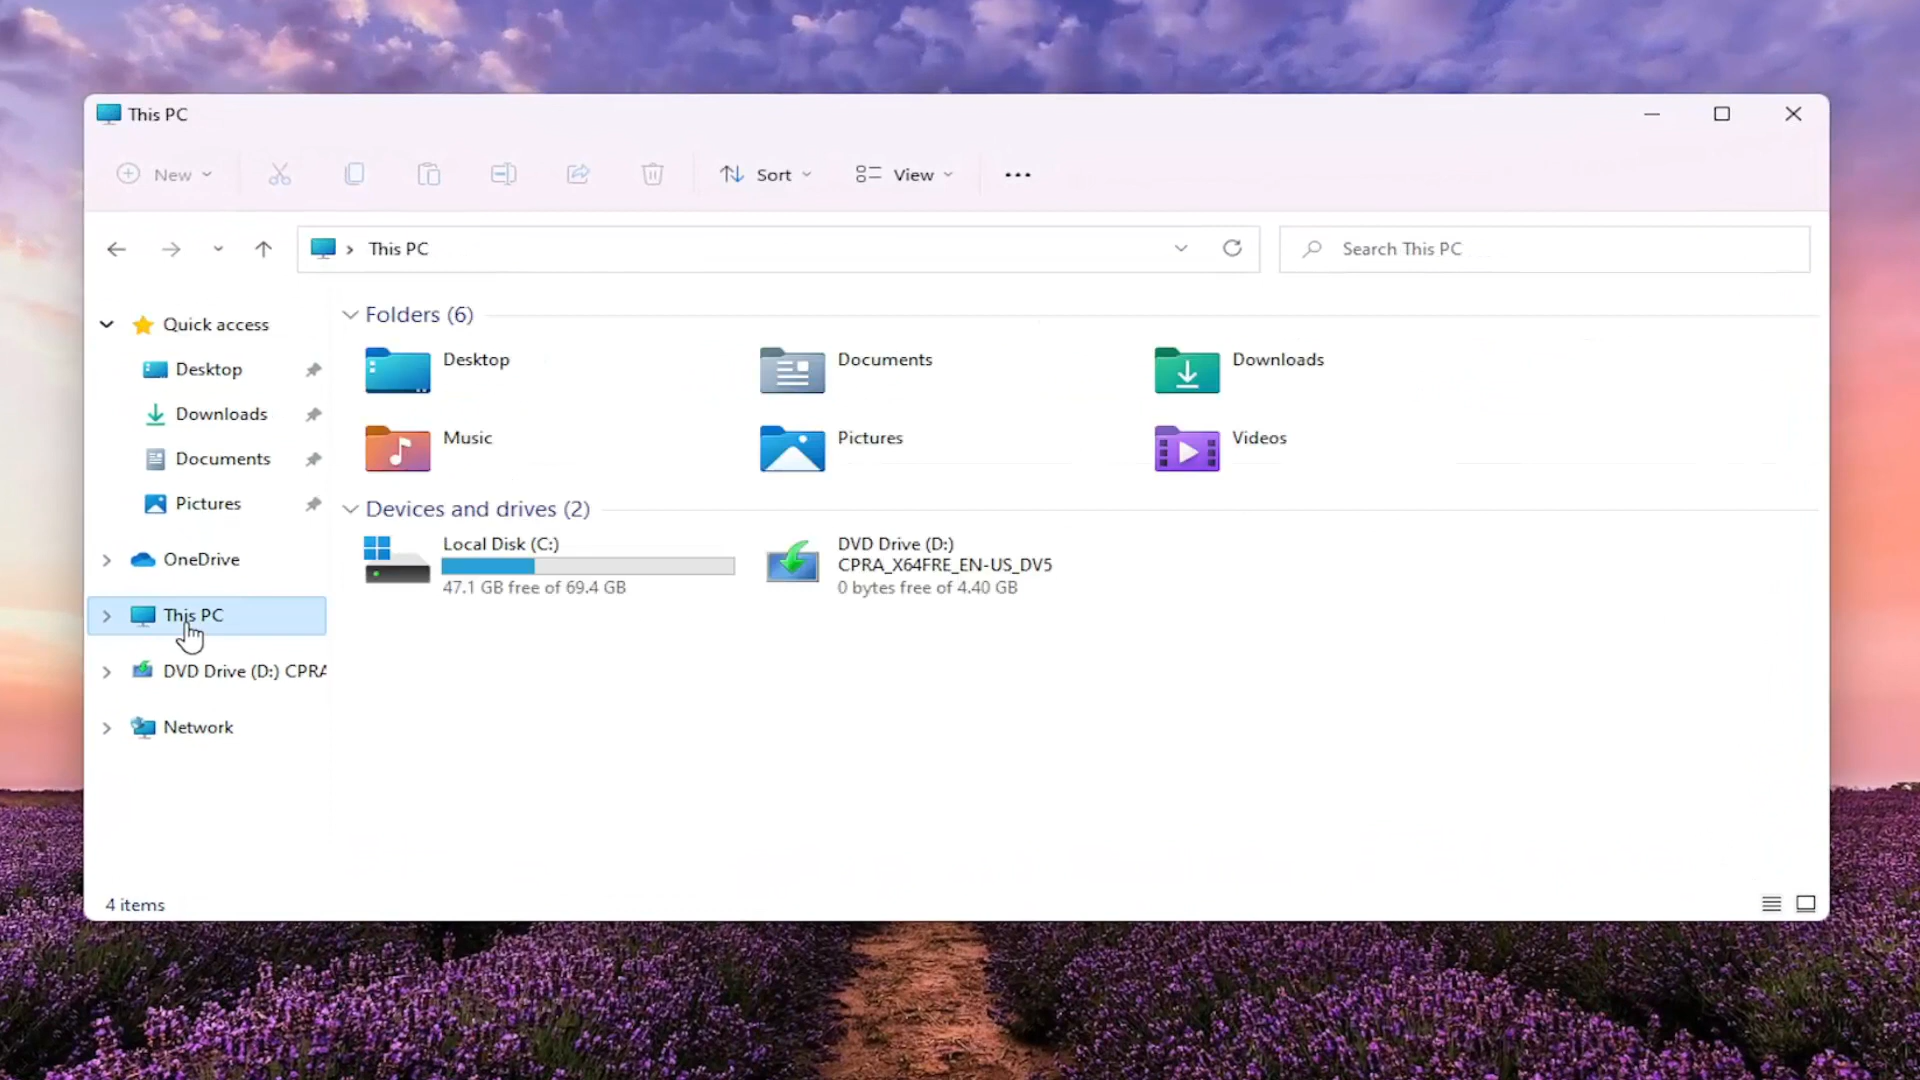 This PC
New
Sort
View
This PC
Search This PC
Quick access
Desktop
Downloads
Documents
Pictures
OneDrive
This PC
DVD Drive (D:) CPRA
Network
Folders (6)
Desktop
Documents
Downloads
Music
Pictures
Videos
Devices and drives (2)
Local Disk (C:)
47.1 GB free of 69.4 GB
DVD Drive (D:)
CPRA_X64FRE_EN-US_DV5
0 bytes free of 4.40 GB
4 items